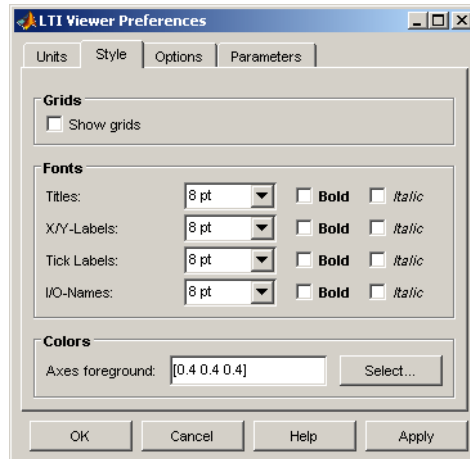 LTI Viewer Preferences
Units Style Options Parameters
Grids
Show grids
Fonts
Titles: 8 pt Bold Italic
X/Y-Labels: 8 pt Bold Italic
Tick Labels: 8 pt Bold Italic
I/O-Names: 8 pt Bold Italic
Colors
Axes foreground: [0.4 0.4 0.4] Select...
OK Cancel Help Apply